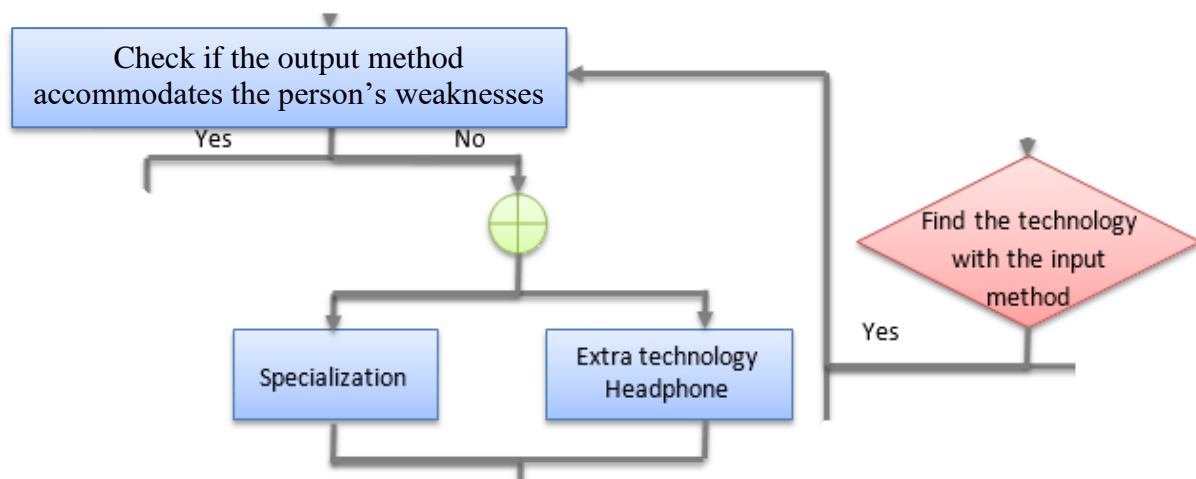 Check if the output method
accommodates the person’s weaknesses
Yes
No
Find the technology
with the input
method
Yes
Specialization
Extra technology
Headphone